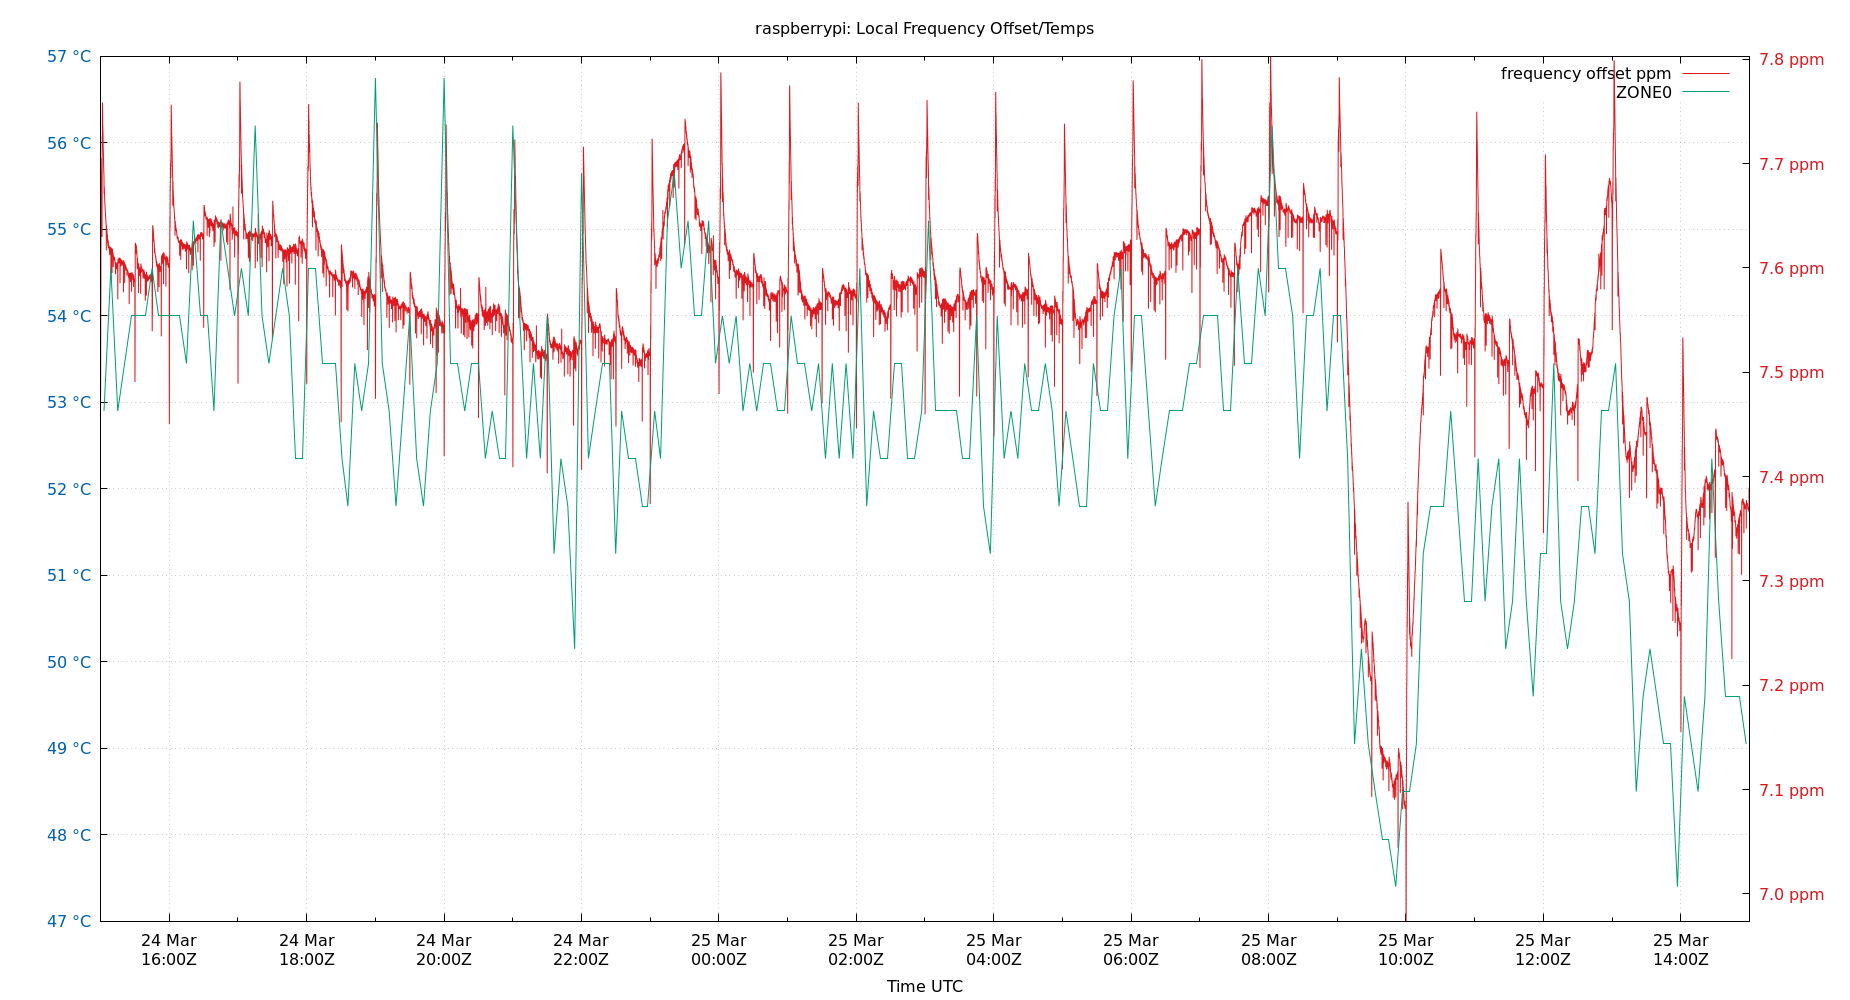 raspberrypi: Local Frequency Offset/Temps
57 °C
56 °C
55 °C
54 °C
53 °C
52 °C
51 °C
50 °C
49 °C
48 °C
47 °C
7.8 ppm
7.7 ppm
7.6 ppm
7.5 ppm
7.4 ppm
7.3 ppm
7.2 ppm
7.1 ppm
7.0 ppm
frequency offset ppm
ZONE0
24 Mar
16:00Z
24 Mar
18:00Z
24 Mar
20:00Z
24 Mar
22:00Z
25 Mar
00:00Z
25 Mar
02:00Z
25 Mar
04:00Z
25 Mar
06:00Z
25 Mar
08:00Z
25 Mar
10:00Z
25 Mar
12:00Z
25 Mar
14:00Z
Time UTC